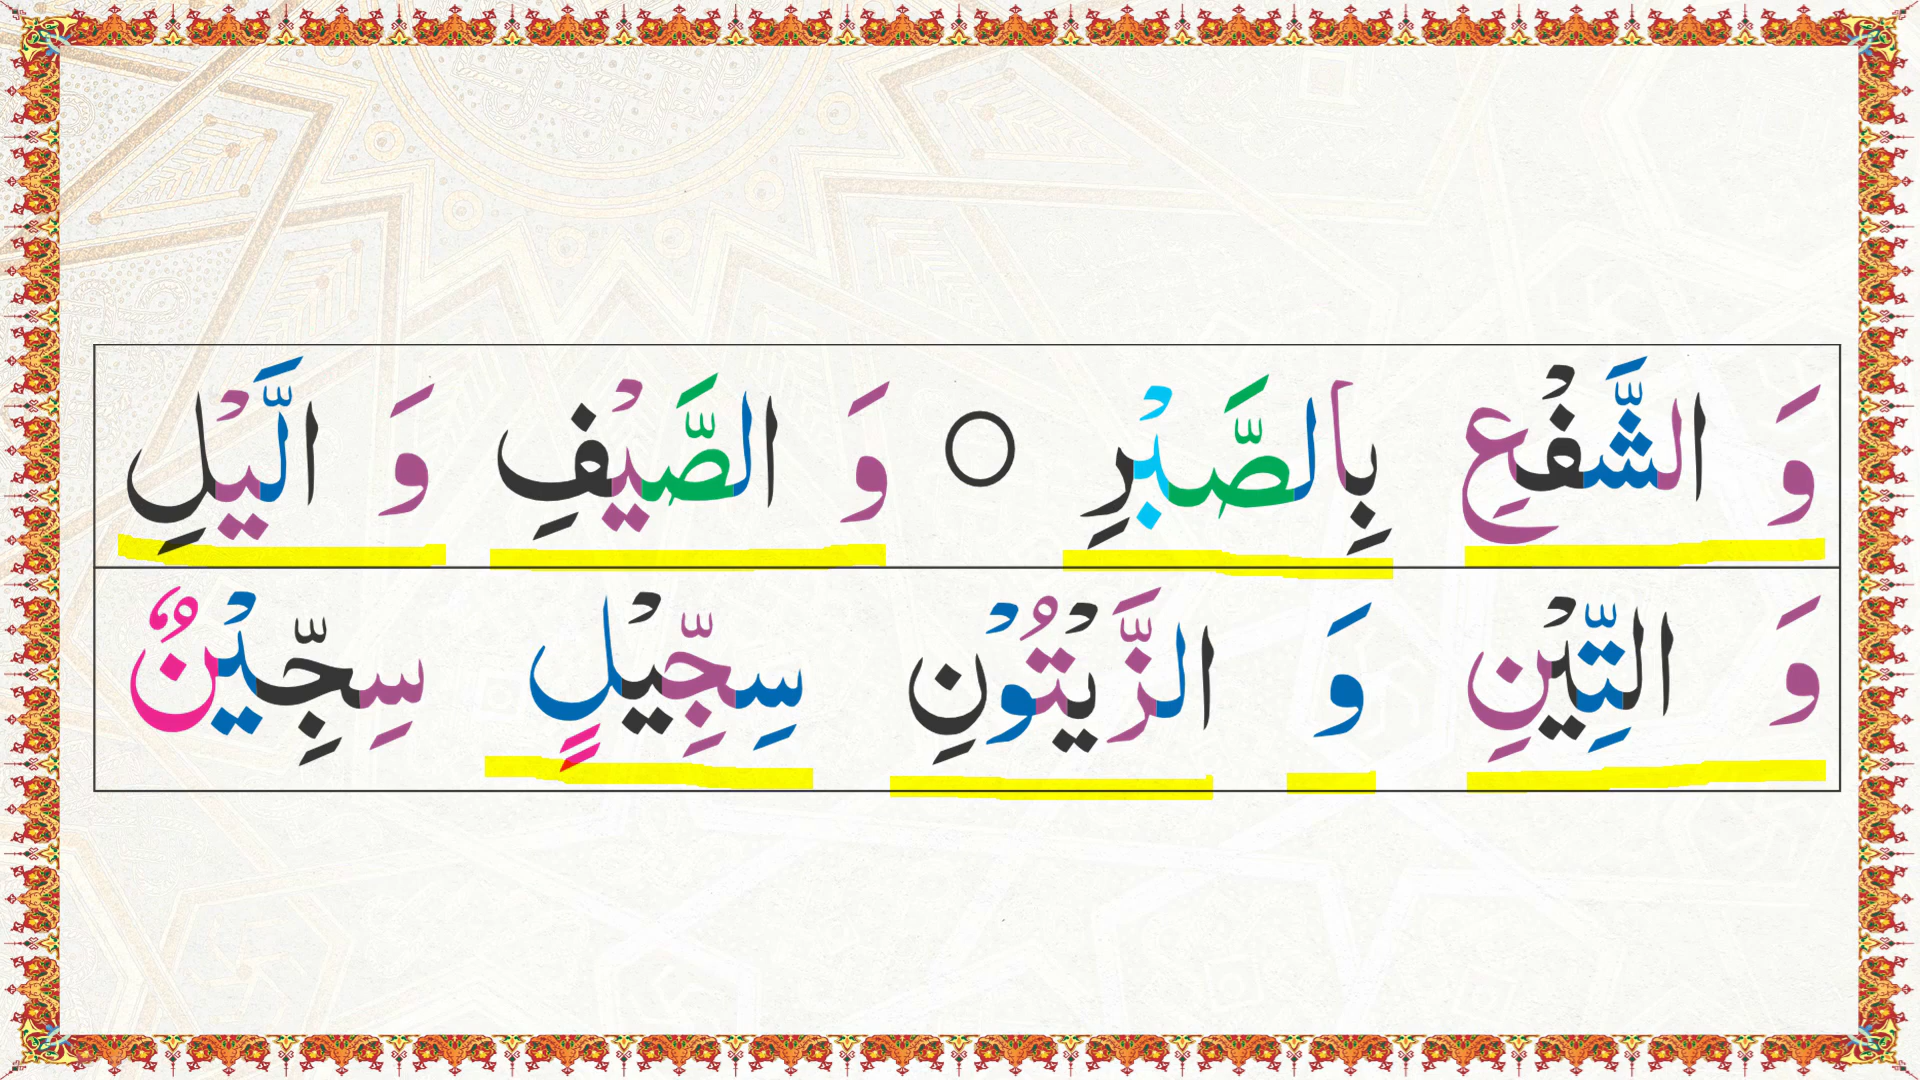 وَ الشَّفْعِ بِالصَّبْرِ ○ وَ الصَّيْفِ وَ الَّيْلِ
وَ التِّيْنِ وَ الزَّيْتُوْنِ سِجِّيْلٍ سِجِّيْنٌ